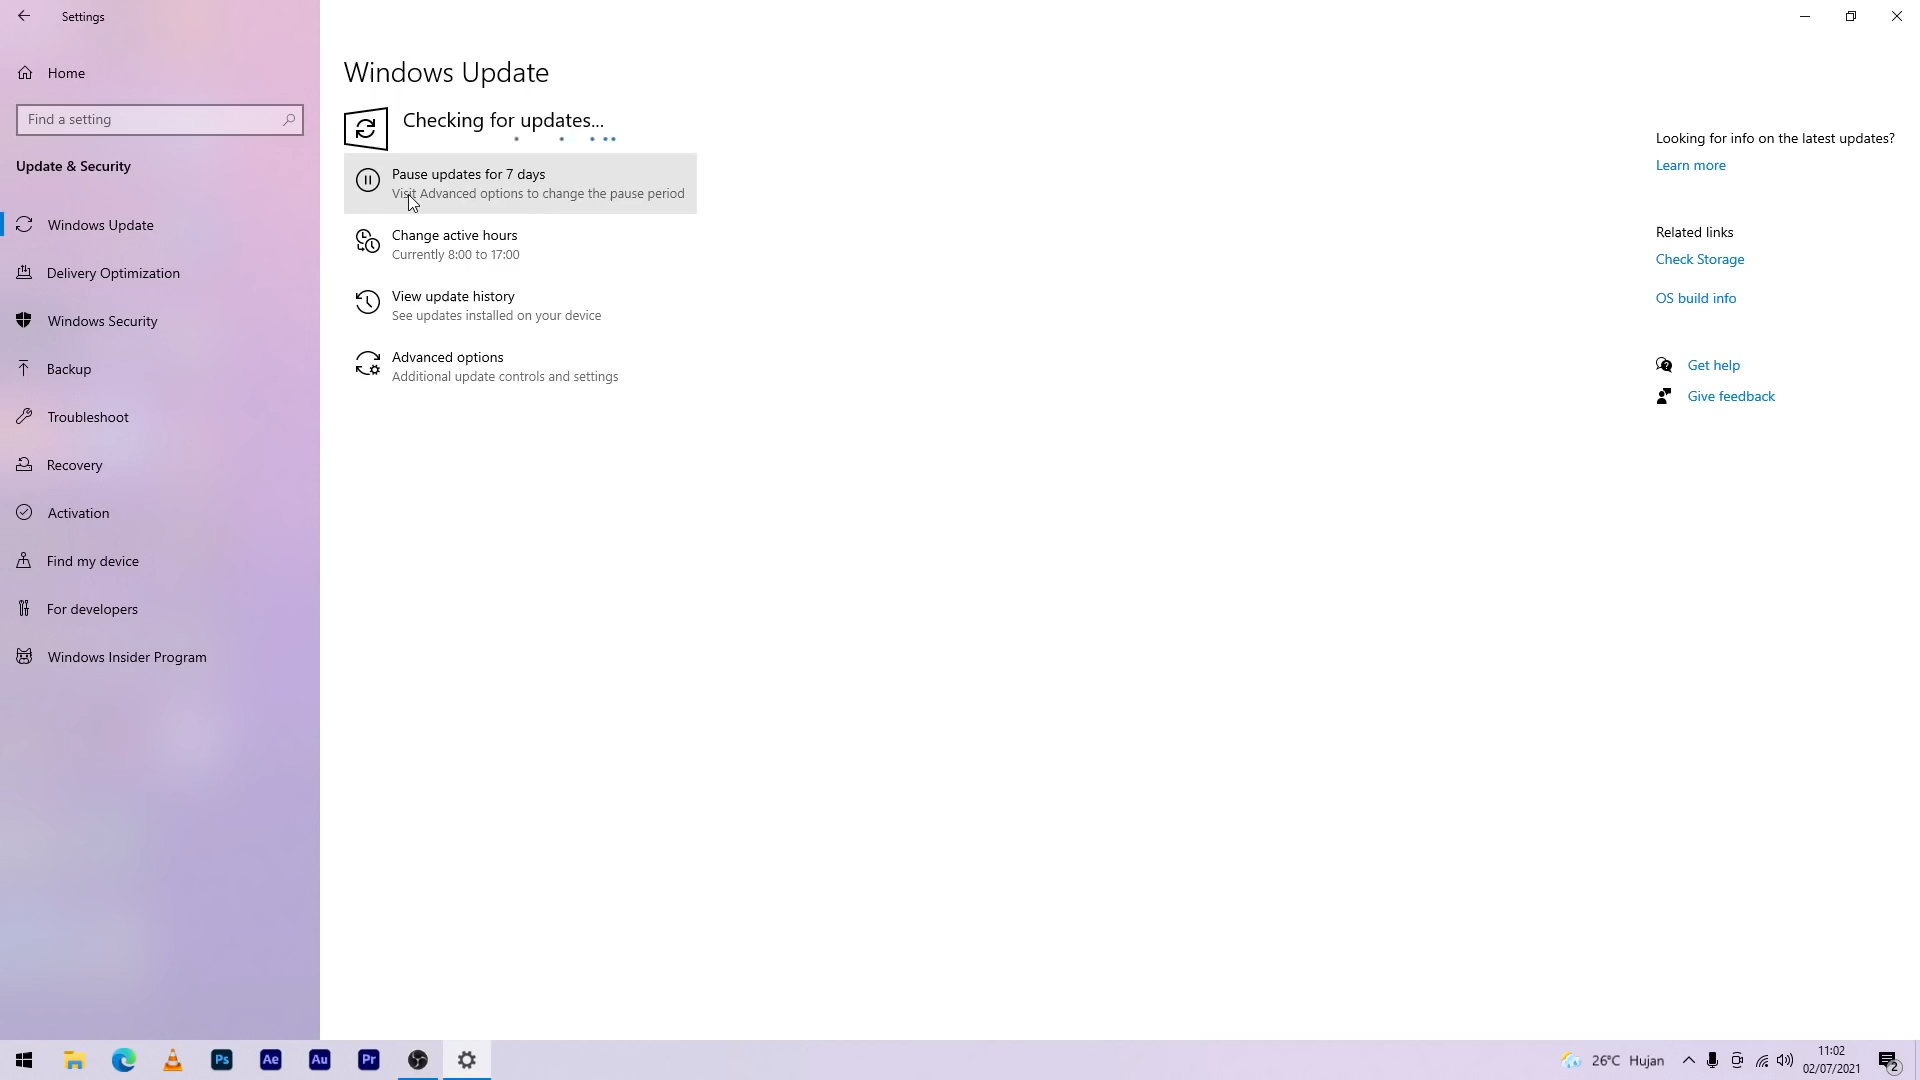 Settings
Home
Find a setting
Update & Security
Windows Update
Delivery Optimization
Windows Security
Backup
Troubleshoot
Recovery
Activation
Find my device
For developers
Windows Insider Program
Windows Update
Checking for updates...
Pause updates for 7 days
Visit Advanced options to change the pause period
Change active hours
Currently 8:00 to 17:00
View update history
See updates installed on your device
Advanced options
Additional update controls and settings
Looking for info on the latest updates?
Learn more
Related links
Check Storage
OS build info
Get help
Give feedback
Ps
Ae
Au
Pr
26°C Hujan
11:02
02/07/2021
2